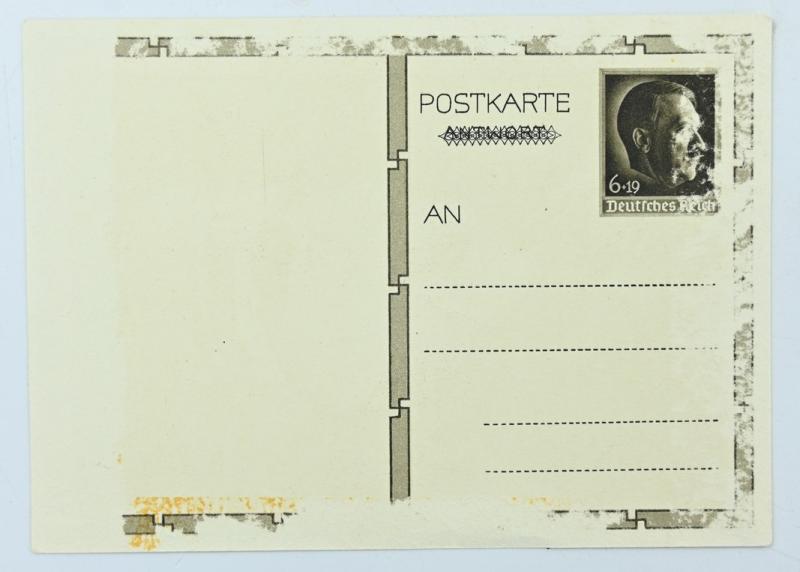 POSTKARTE
ANTWORT
AN
6+19
Deutſches Reich